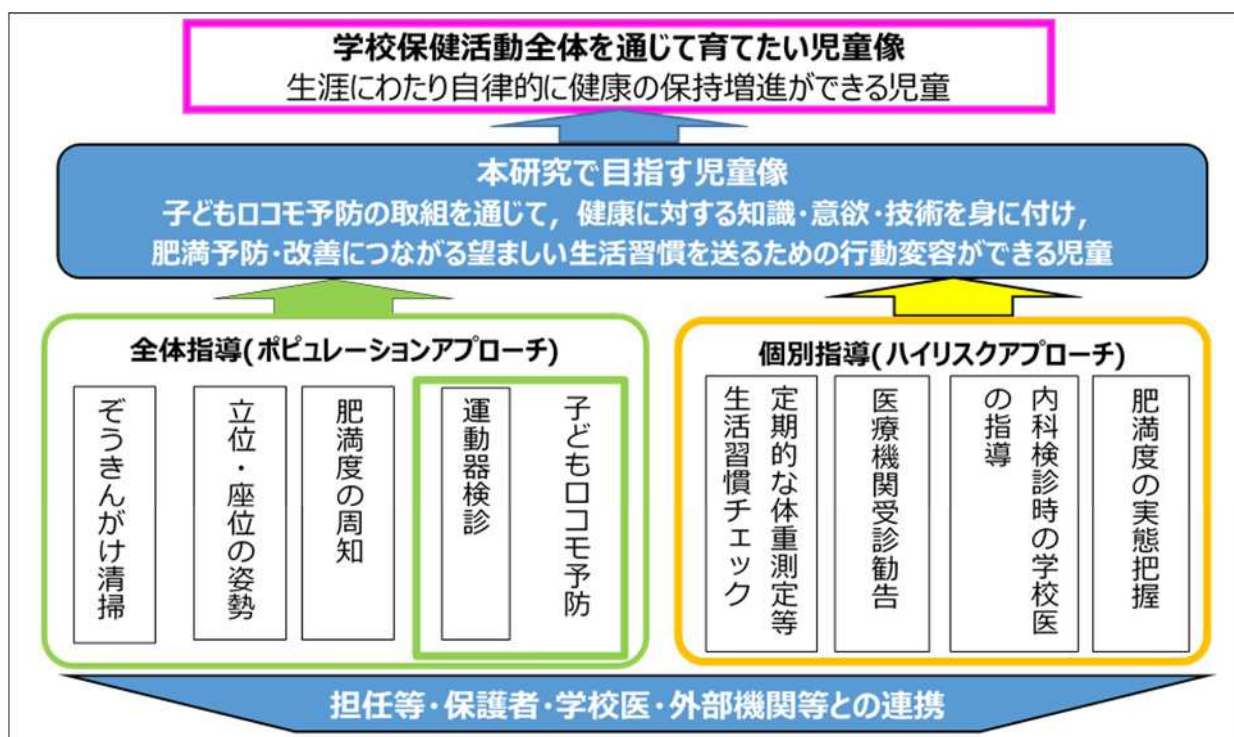 学校保健活動全体を通じて育てたい児童像
生涯にわたり自律的に健康の保持増進ができる児童
本研究で目指す児童像
子どもロコモ予防の取組を通じて，健康に対する知識・意欲・技術を身に付け，
肥満予防・改善につながる望ましい生活習慣を送るための行動変容ができる児童
全体指導(ポピュレーションアプローチ)
子どもロコモ予防
運動器検診
肥満度の周知
立位・座位の姿勢
ぞうきんがけ清掃
個別指導(ハイリスクアプローチ)
肥満度の実態把握
内科検診時の学校医
の指導
医療機関受診勧告
定期的な体重測定等
生活習慣チェック
担任等・保護者・学校医・外部機関等との連携